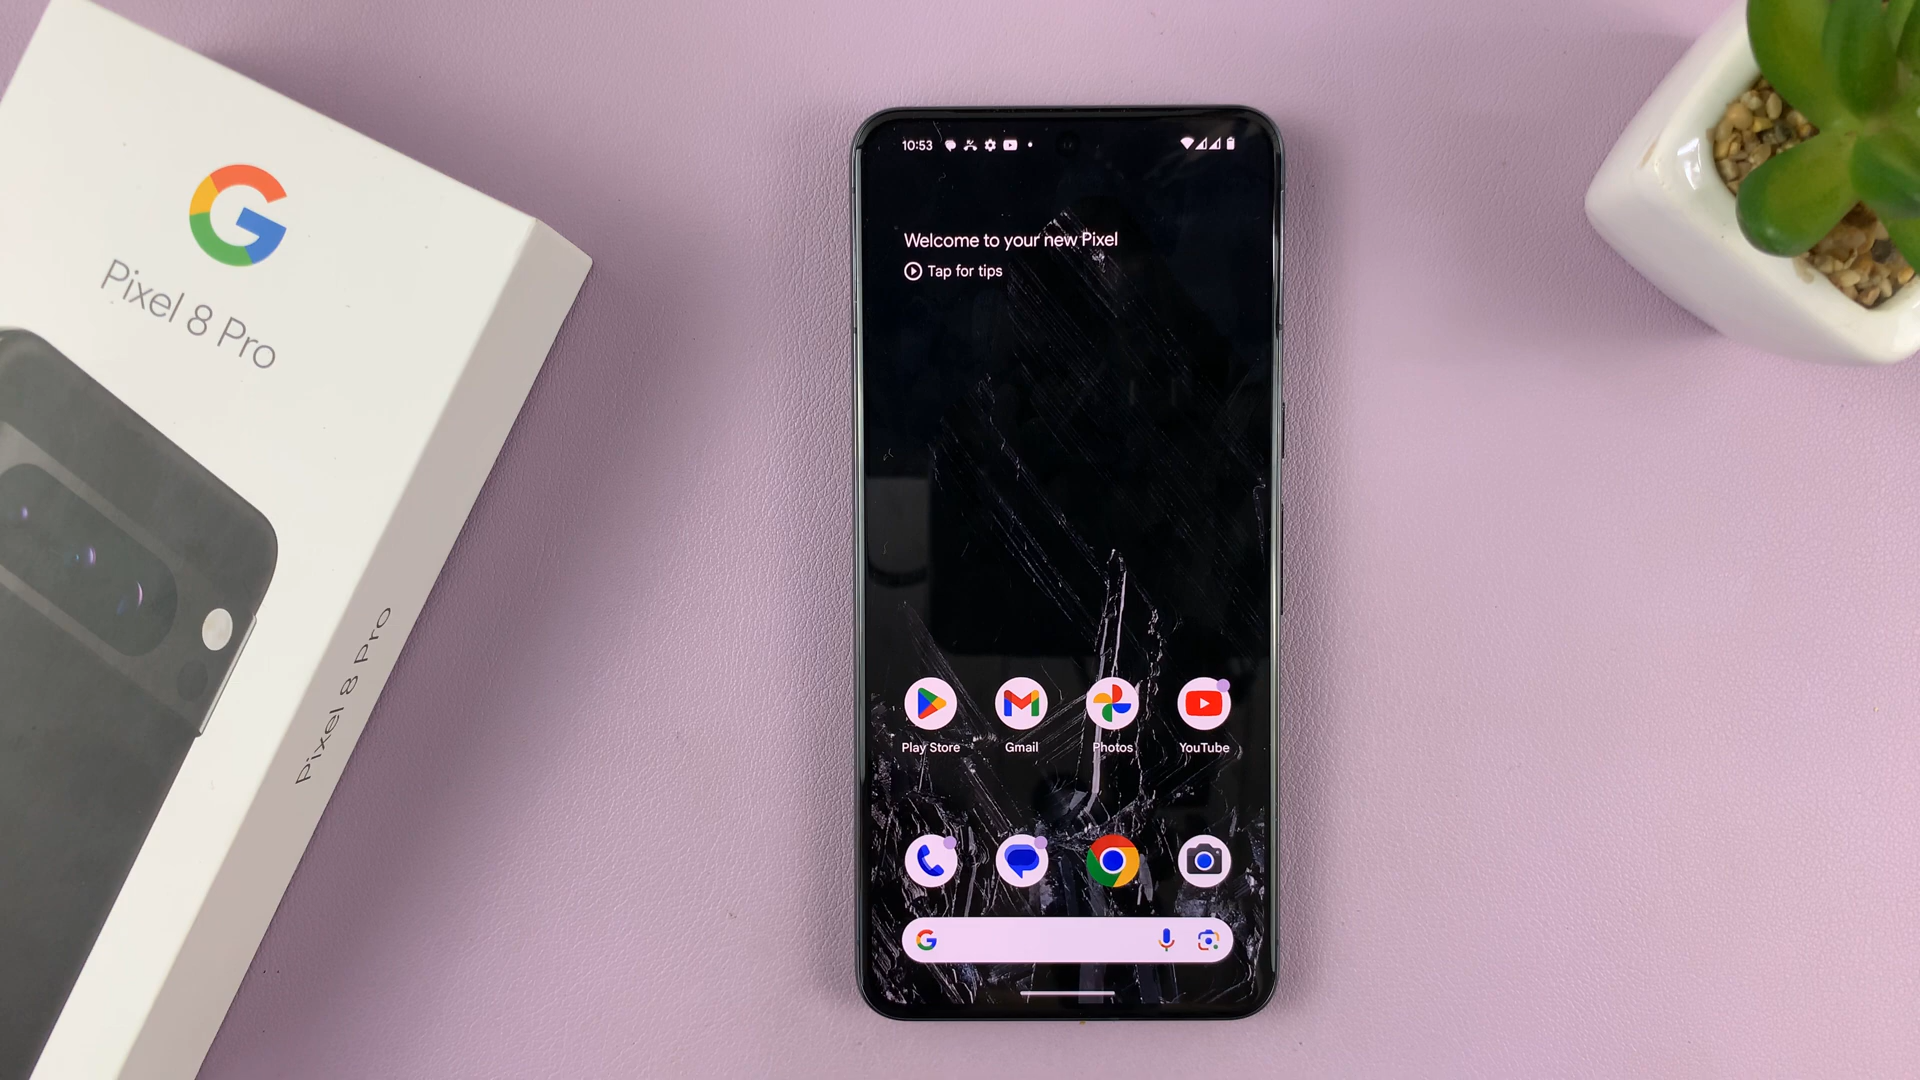 Pixel 8 Pro
Pixel 8 Pro
10:53
Welcome to your new Pixel
Tap for tips
Play Store
Gmail
Photos
YouTube